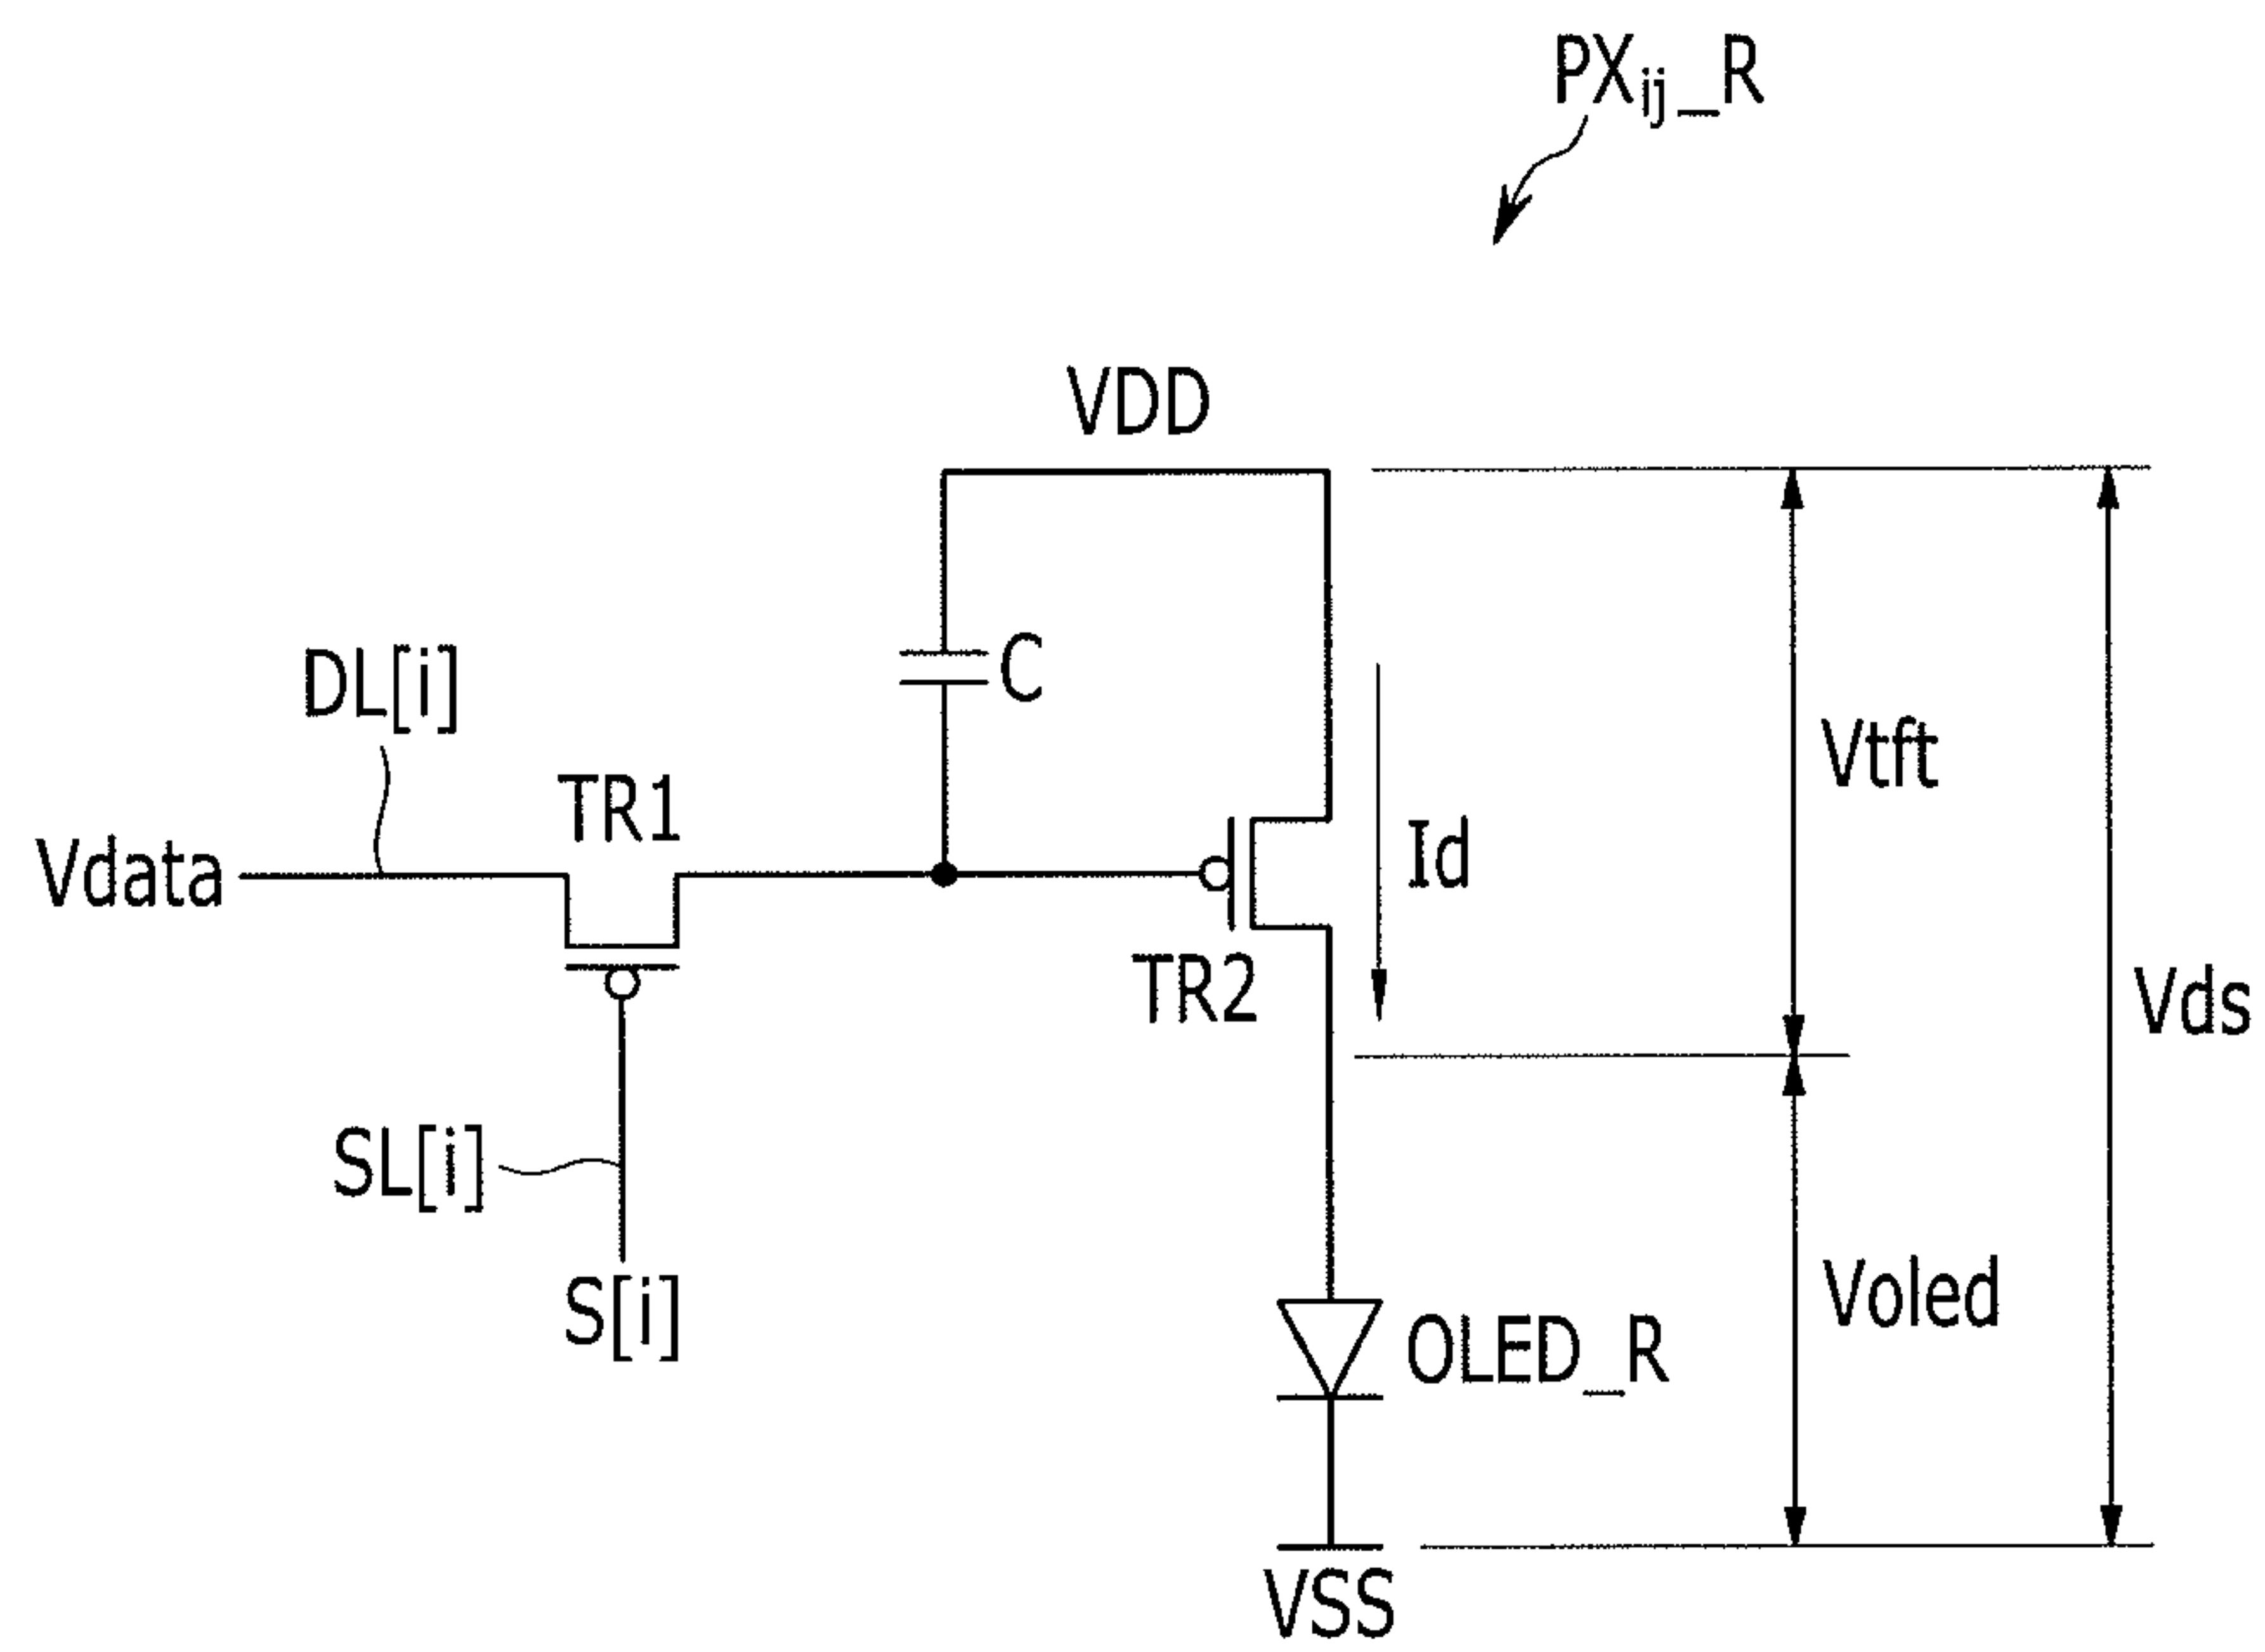 PXij_R
VDD
C
DL[i]
TR1
Vdata
Id
Vtft
TR2
Vds
SL[i]
S[i]
OLED_R
Voled
VSS